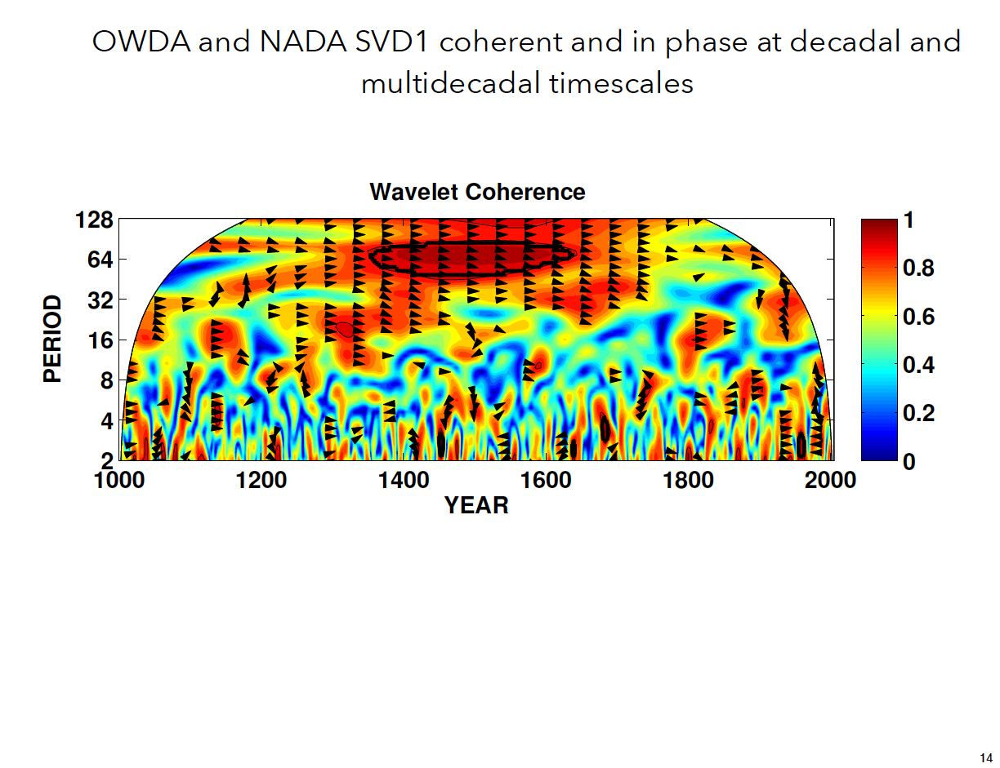 OWDA and NADA SVD1 coherent and in phase at decadal and
multidecadal timescales
Wavelet Coherence
128
64
32
16
8
4
2
PERIOD
1000 1200 1400 1600 1800 2000
YEAR
1
0.8
0.6
0.4
0.2
0
14